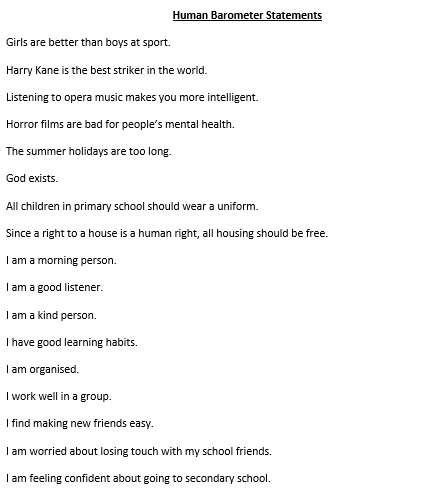 Human Barometer Statements
Girls are better than boys at sport.
Harry Kane is the best striker in the world.
Listening to opera music makes you more intelligent.
Horror films are bad for people's mental health.
The summer holidays are too long.
God exists.
All children in primary school should wear a uniform.
Since a right to a house is a human right, all housing should be free.
I am a morning person.
I am a good listener.
I am a kind person.
I have good learning habits.
I am organised.
I work well in a group.
I find making new friends easy.
I am worried about losing touch with my school friends.
I am feeling confident about going to secondary school.